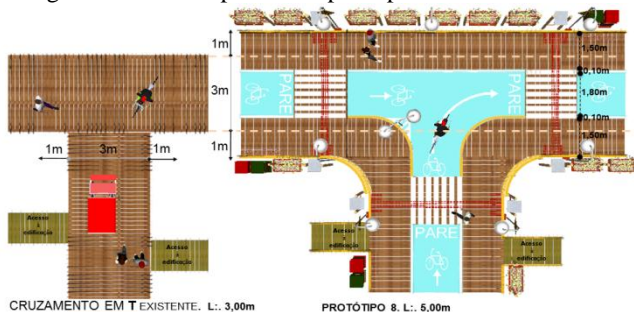 1m
3m
1m
1m 3m 1m
PARE
PARE
PARE
1,50m
0,10m
1,80m
0,10m
1,50m
Acesso
à
edificação
Acesso
à
edificação
Acesso
à
edificação
Acesso
à
edificação
CRUZAMENTO EM T EXISTENTE. L:. 3,00m
PROTÓTIPO 8. L:. 5,00m